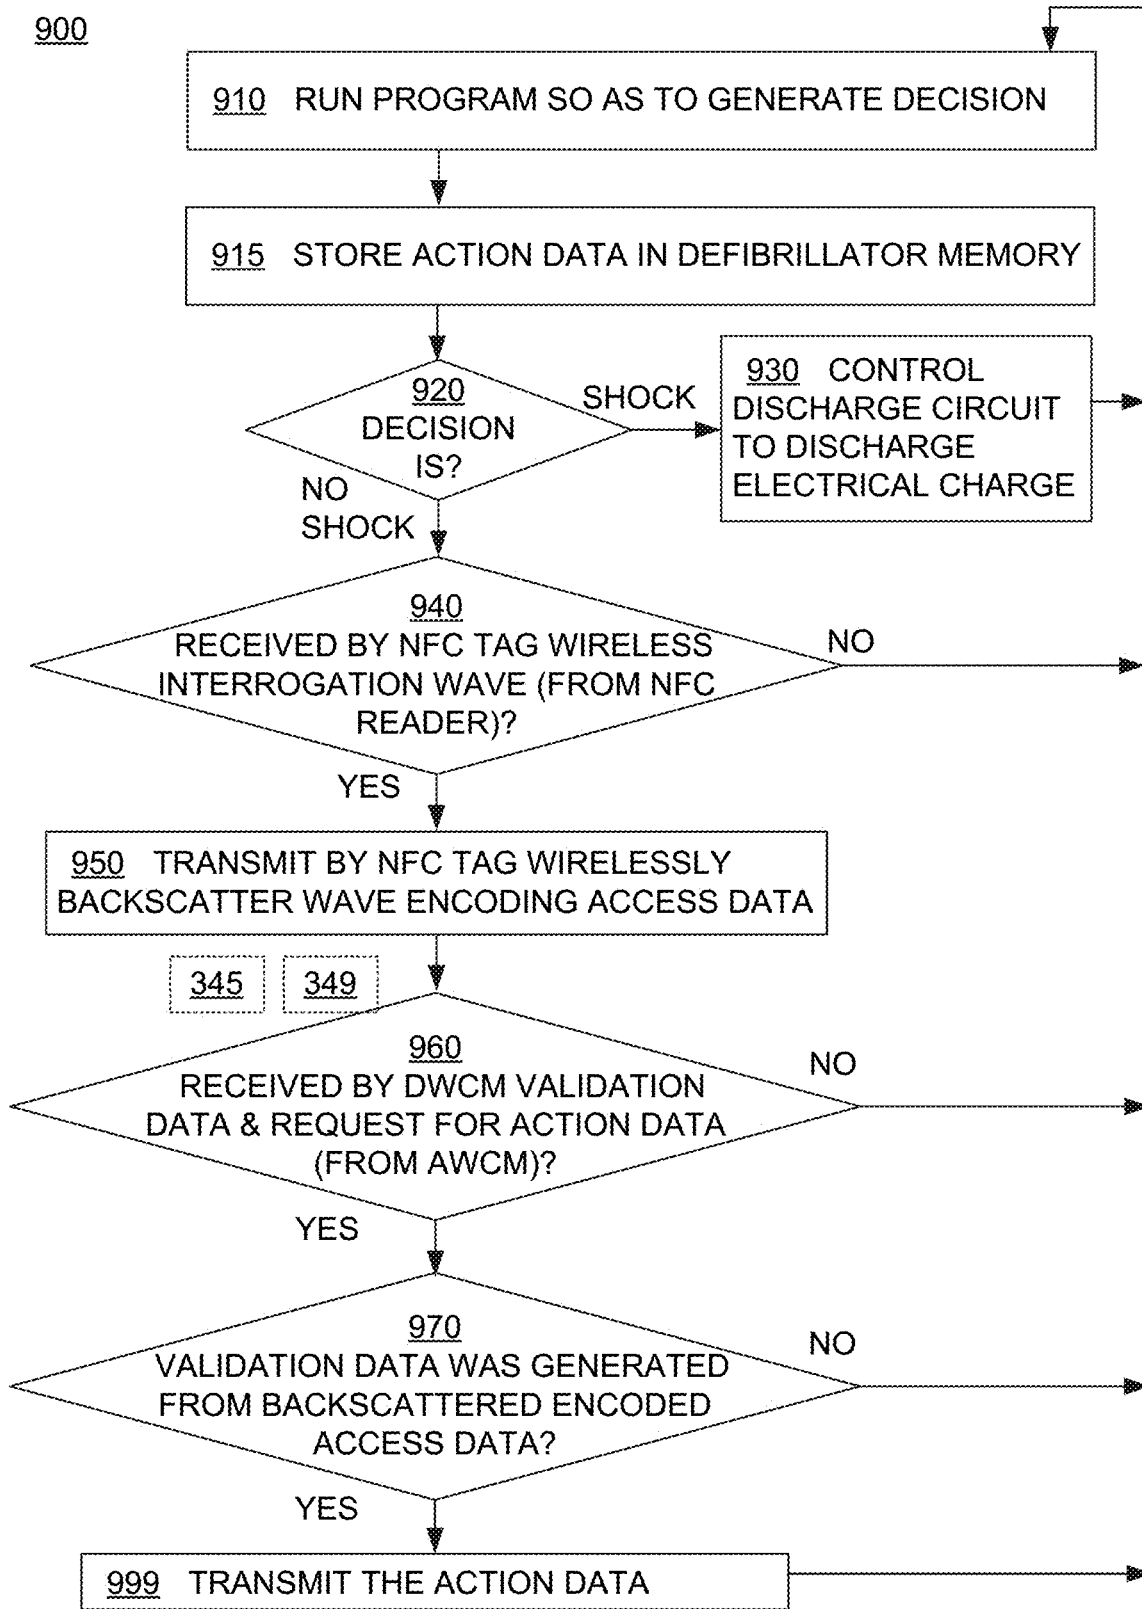 900
910 RUN PROGRAM SO AS TO GENERATE DECISION
915 STORE ACTION DATA IN DEFIBRILLATOR MEMORY
920
DECISION
IS?
SHOCK
930 CONTROL
DISCHARGE CIRCUIT
TO DISCHARGE
ELECTRICAL CHARGE
NO
SHOCK
940
RECEIVED BY NFC TAG WIRELESS
INTERROGATION WAVE (FROM NFC
READER)?
NO
YES
950 TRANSMIT BY NFC TAG WIRELESSLY
BACKSCATTER WAVE ENCODING ACCESS DATA
345 349
960
RECEIVED BY DWCM VALIDATION
DATA & REQUEST FOR ACTION DATA
(FROM AWCM)?
NO
YES
970
VALIDATION DATA WAS GENERATED
FROM BACKSCATTERED ENCODED
ACCESS DATA?
NO
YES
999 TRANSMIT THE ACTION DATA